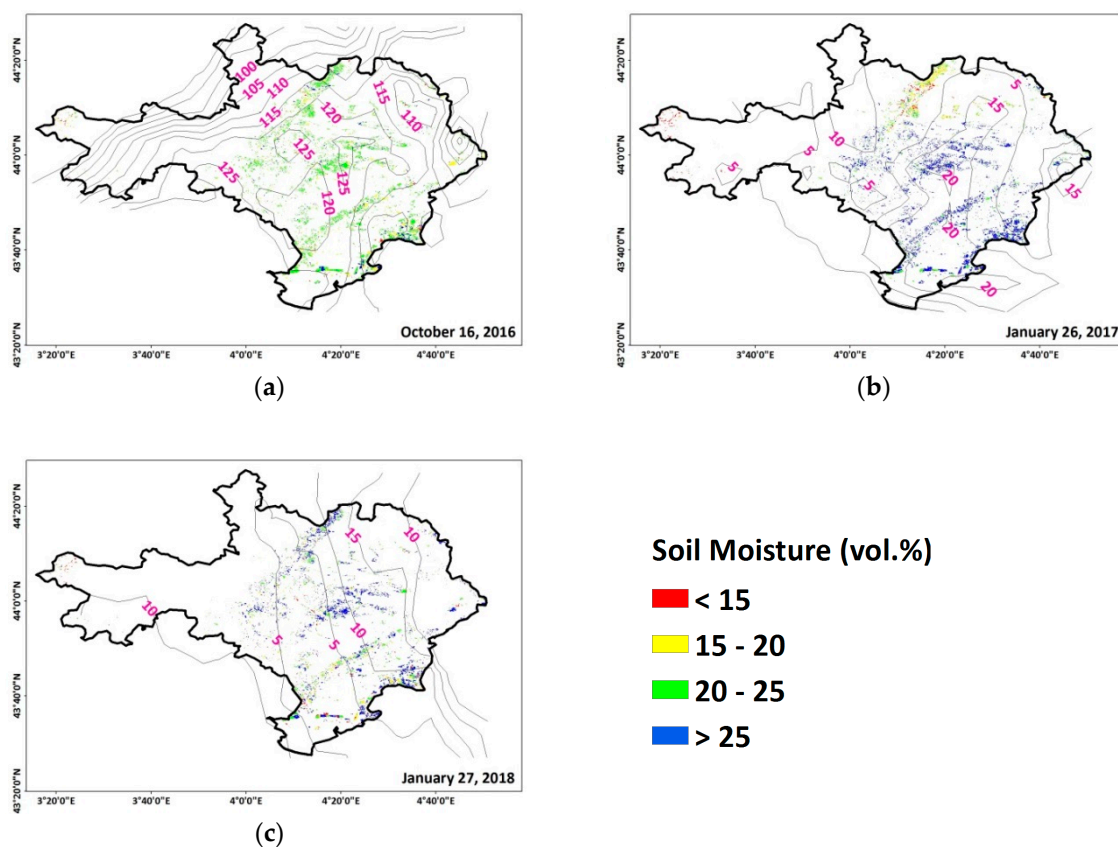 44°20'0"N
44°0'0"N
43°40'0"N
43°20'0"N
100
105
110
115
120
125
125
125
120
115
110
October 16, 2016
3°20'0"E 3°40'0"E 4°0'0"E 4°20'0"E 4°40'0"E
(a)
44°20'0"N
44°0'0"N
43°40'0"N
43°20'0"N
5
15
10
5
5
5
20
15
20
20
January 26, 2017
3°20'0"E 3°40'0"E 4°0'0"E 4°20'0"E 4°40'0"E
(b)
44°20'0"N
44°0'0"N
43°40'0"N
43°20'0"N
15
10
10
5
5
10
January 27, 2018
3°20'0"E 3°40'0"E 4°0'0"E 4°20'0"E 4°40'0"E
(c)
Soil Moisture (vol.%)
< 15
15 - 20
20 - 25
> 25